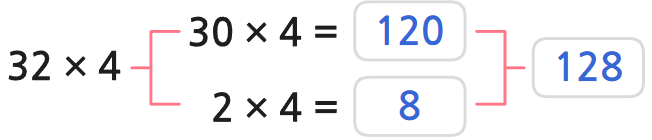 30 × 4 = 120
32 × 4
128
2 × 4 = 8